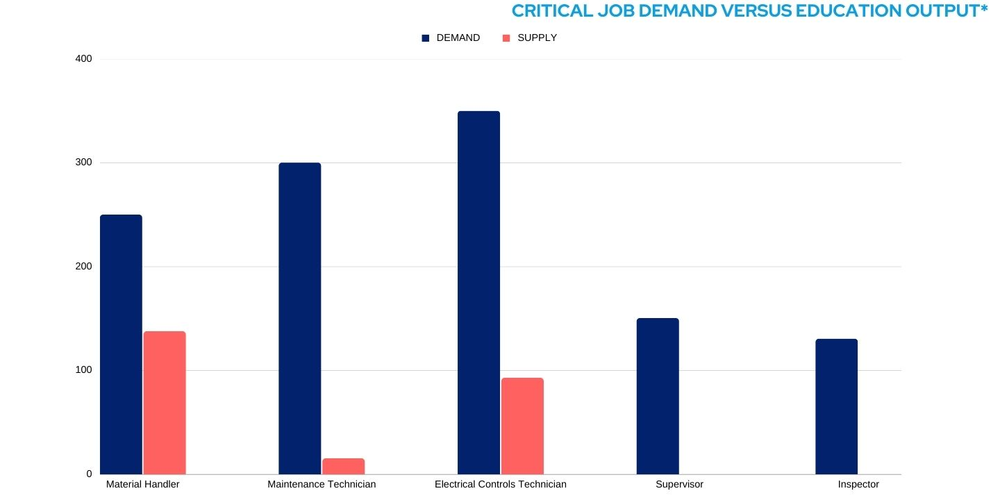 CRITICAL JOB DEMAND VERSUS EDUCATION OUTPUT*
DEMAND SUPPLY
400
300
200
100
0
Material Handler Maintenance Technician Electrical Controls Technician Supervisor Inspector